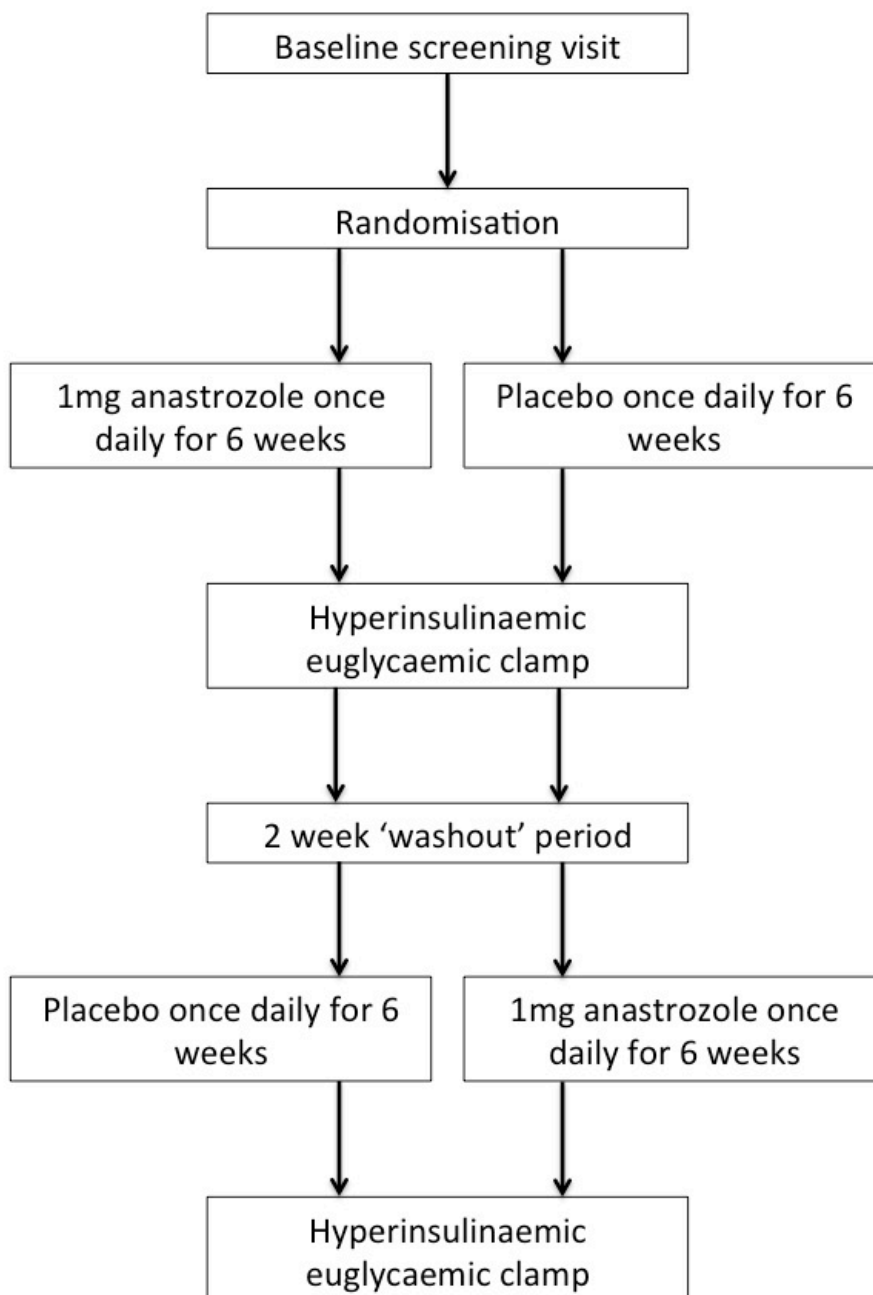 Baseline screening visit
Randomisation
1mg anastrozole once
daily for 6 weeks
Placebo once daily for 6
weeks
Hyperinsulinaemic
euglycaemic clamp
2 week ‘washout’ period
Placebo once daily for 6
weeks
1mg anastrozole once
daily for 6 weeks
Hyperinsulinaemic
euglycaemic clamp